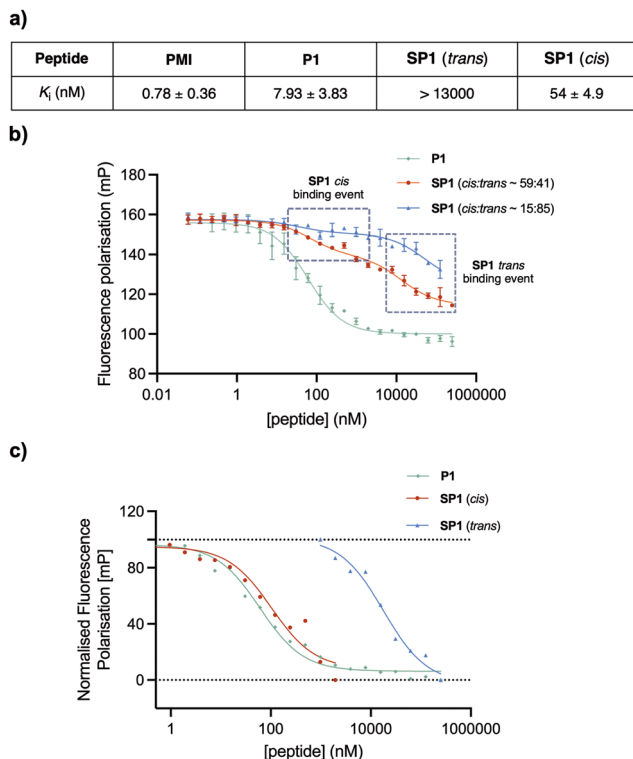 a)
Peptide PMI P1 SP1 (trans) SP1 (cis)
Ki (nM) 0.78 ± 0.36 7.93 ± 3.83 > 13000 54 ± 4.9
b)
Fluorescence polarisation (mP)
180
160
140
120
100
80
0.01 1 100 10000 1000000
[peptide] (nM)
SP1 cis
binding event
P1
SP1 (cis:trans ~ 59:41)
SP1 (cis:trans ~ 15:85)
SP1 trans
binding event
c)
Normalised Fluorescence
Polarisation [mP]
120
80
40
0
1 100 10000 1000000
[peptide] (nM)
P1
SP1 (cis)
SP1 (trans)